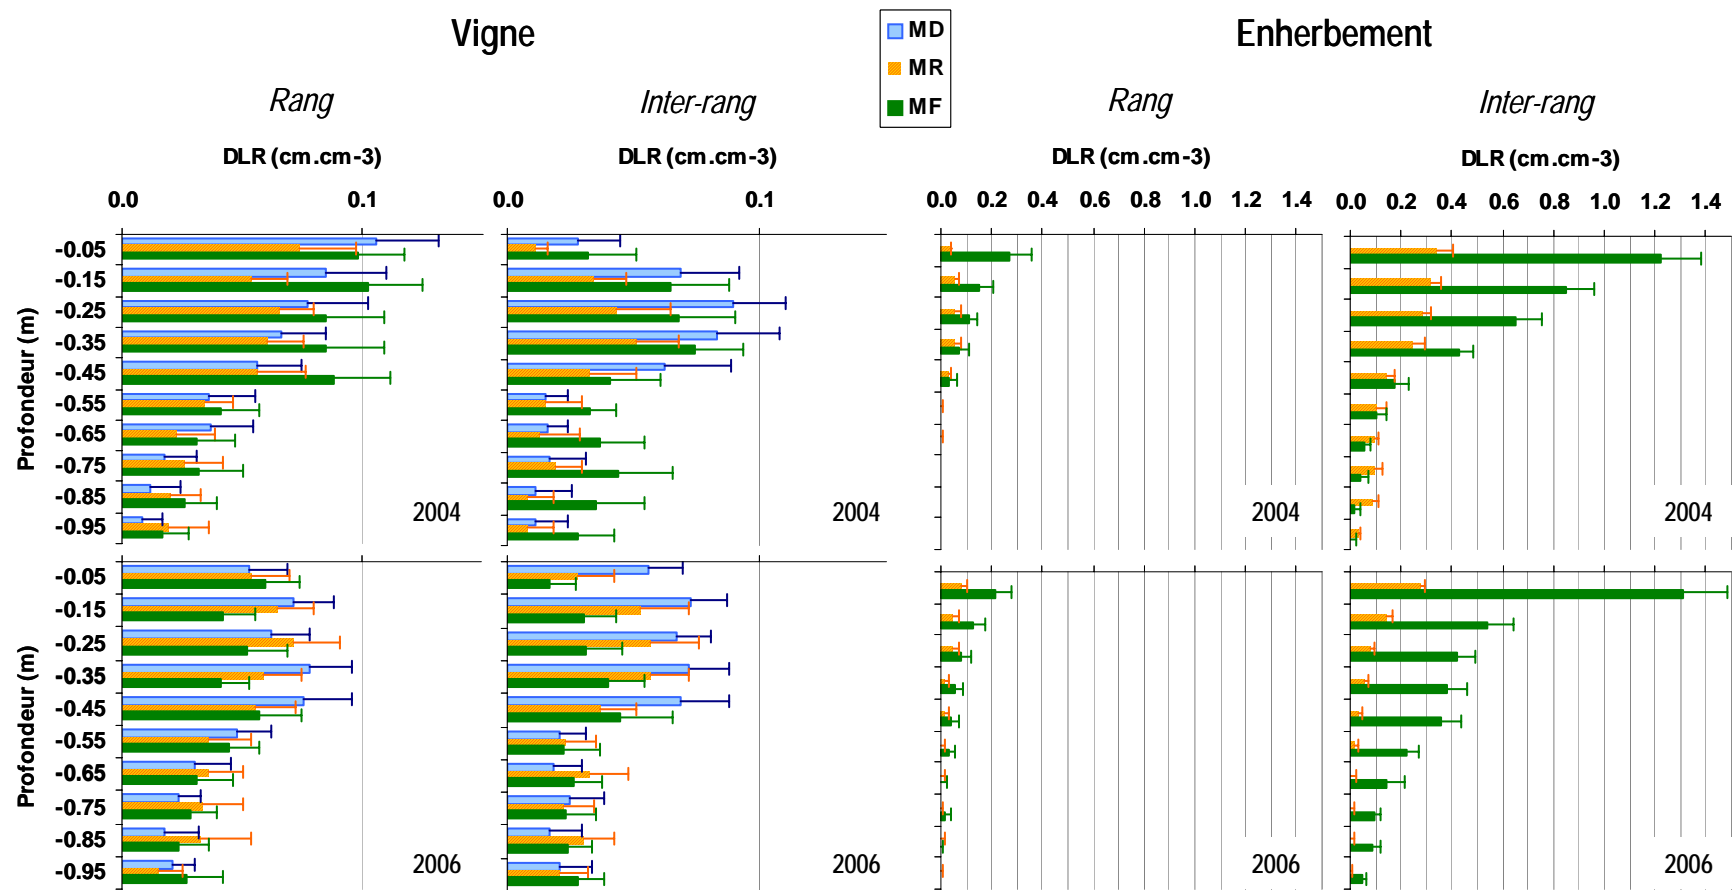 Vigne
MD
MR
MF
Enherbement
Rang
Inter-rang
Rang
Inter-rang
DLR (cm.cm-3)
DLR (cm.cm-3)
DLR (cm.cm-3)
DLR (cm.cm-3)
0.0 0.1
0.0 0.1
0.0 0.2 0.4 0.6 0.8 1.0 1.2 1.4
0.0 0.2 0.4 0.6 0.8 1.0 1.2 1.4
Profondeur (m)
-0.05
-0.15
-0.25
-0.35
-0.45
-0.55
-0.65
-0.75
-0.85
-0.95
2004
2004
2004
2004
Profondeur (m)
-0.05
-0.15
-0.25
-0.35
-0.45
-0.55
-0.65
-0.75
-0.85
-0.95
2006
2006
2006
2006